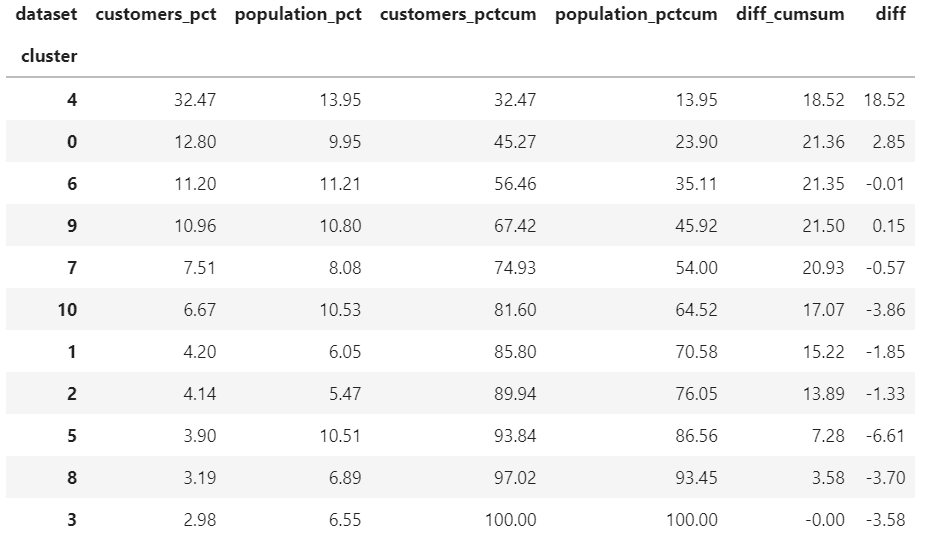 dataset customers_pct population_pct customers_pctcum population_pctcum diff_cumsum diff
cluster
4 32.47 13.95 32.47 13.95 18.52 18.52
0 12.80 9.95 45.27 23.90 21.36 2.85
6 11.20 11.21 56.46 35.11 21.35 -0.01
9 10.96 10.80 67.42 45.92 21.50 0.15
7 7.51 8.08 74.93 54.00 20.93 -0.57
10 6.67 10.53 81.60 64.52 17.07 -3.86
1 4.20 6.05 85.80 70.58 15.22 -1.85
2 4.14 5.47 89.94 76.05 13.89 -1.33
5 3.90 10.51 93.84 86.56 7.28 -6.61
8 3.19 6.89 97.02 93.45 3.58 -3.70
3 2.98 6.55 100.00 100.00 -0.00 -3.58